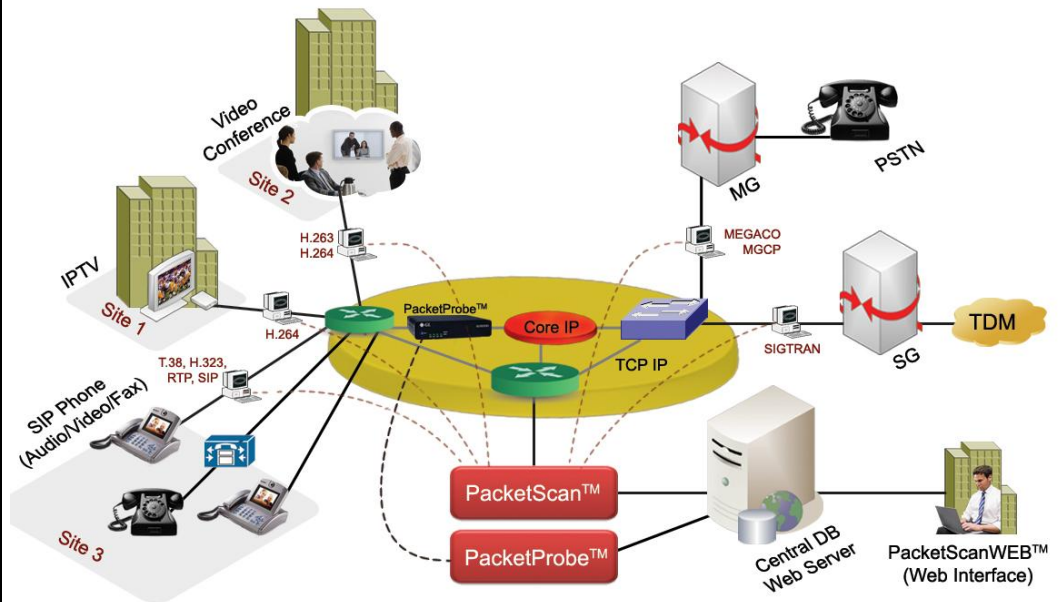 Video
Conference
Site 2
IPTV
Site 1
H.263
H.264
H.264
T.38, H.323,
RTP, SIP
SIP Phone
(Audio/Video/Fax)
Site 3
PacketProbe™
Core IP
TCP IP
MEGACO
MGCP
MG
PSTN
SIGTRAN
SG
TDM
PacketScan™
PacketProbe™
Central DB
Web Server
PacketScanWEB™
(Web Interface)